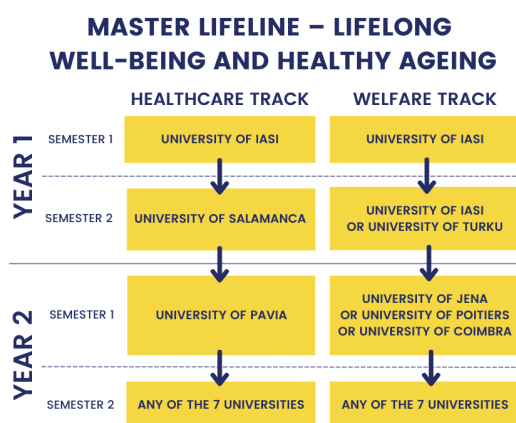 MASTER LIFELINE – LIFELONG
WELL-BEING AND HEALTHY AGEING
HEALTHCARE TRACK
WELFARE TRACK
YEAR 1
SEMESTER 1
UNIVERSITY OF IASI
UNIVERSITY OF IASI
SEMESTER 2
UNIVERSITY OF SALAMANCA
UNIVERSITY OF IASI
OR UNIVERSITY OF TURKU
YEAR 2
SEMESTER 1
UNIVERSITY OF PAVIA
UNIVERSITY OF JENA
OR UNIVERSITY OF POITIERS
OR UNIVERSITY OF COIMBRA
SEMESTER 2
ANY OF THE 7 UNIVERSITIES
ANY OF THE 7 UNIVERSITIES